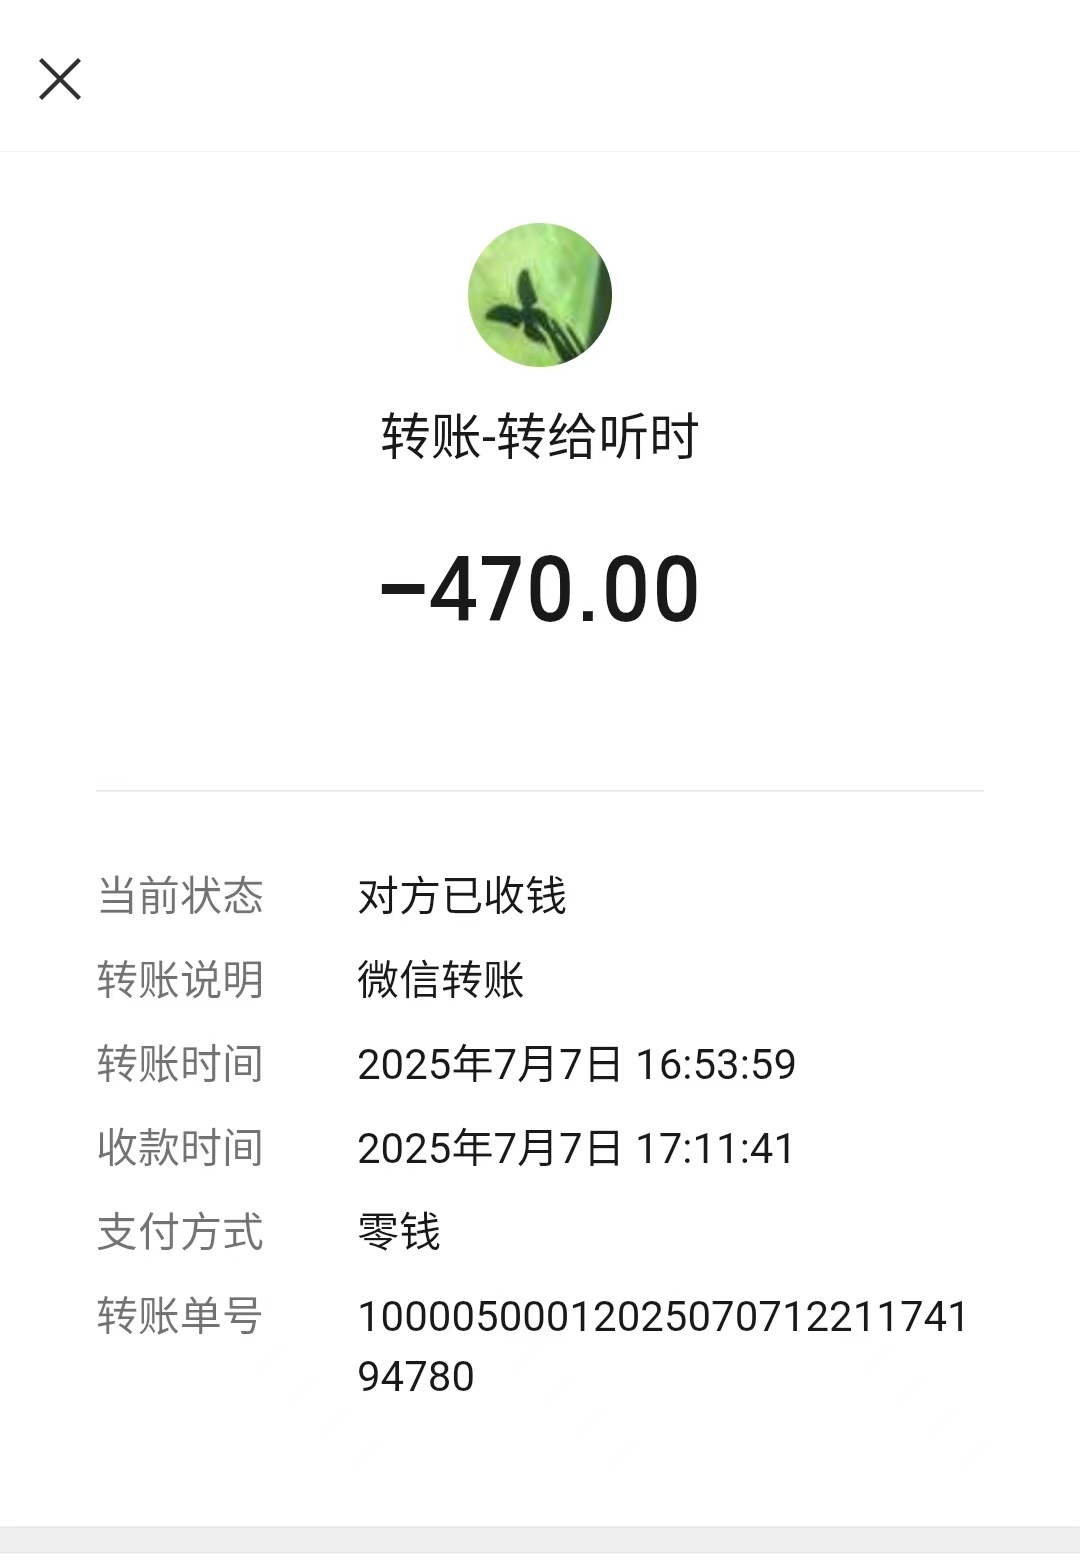 转账-转给听时
-470.00
当前状态 对方已收钱
转账说明 微信转账
转账时间 2025年7月7日 16:53:59
收款时间 2025年7月7日 17:11:41
支付方式 零钱
转账单号 10000500012025070712211741
94780